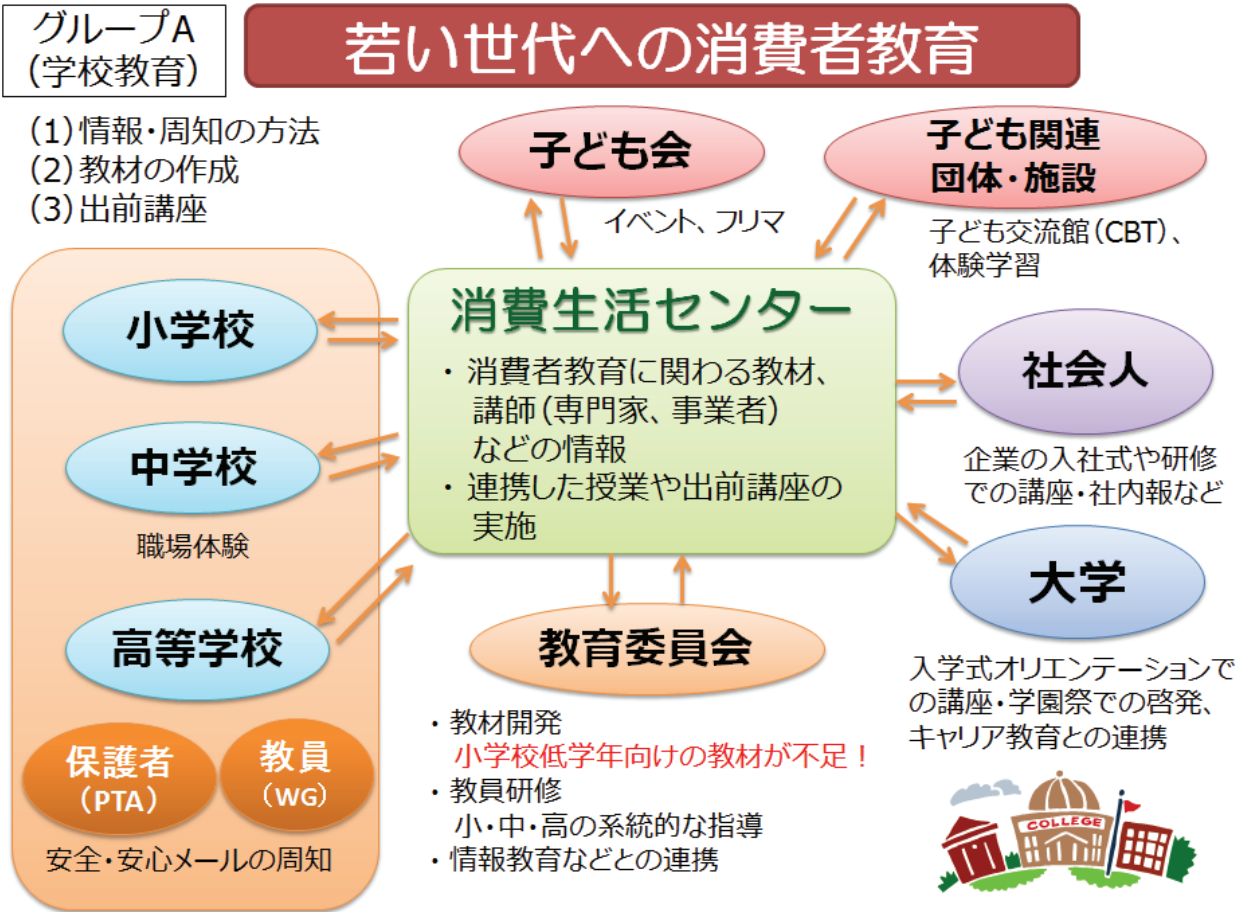 グループA
(学校教育)
若い世代への消費者教育
(1)情報・周知の方法
(2)教材の作成
(3)出前講座
子ども会
イベント、フリマ
子ども関連
団体・施設
子ども交流館(CBT)、
体験学習
小学校
中学校
職場体験
高等学校
保護者
(PTA)
教員
(WG)
安全・安心メールの周知
消費生活センター
・消費者教育に関わる教材、
講師(専門家、事業者)
などの情報
・連携した授業や出前講座の
実施
社会人
企業の入社式や研修
での講座・社内報など
大学
入学式オリエンテーションで
の講座・学園祭での啓発、
キャリア教育との連携
教育委員会
・教材開発
小学校低学年向けの教材が不足!
・教員研修
小・中・高の系統的な指導
・情報教育などとの連携
COLLEGE